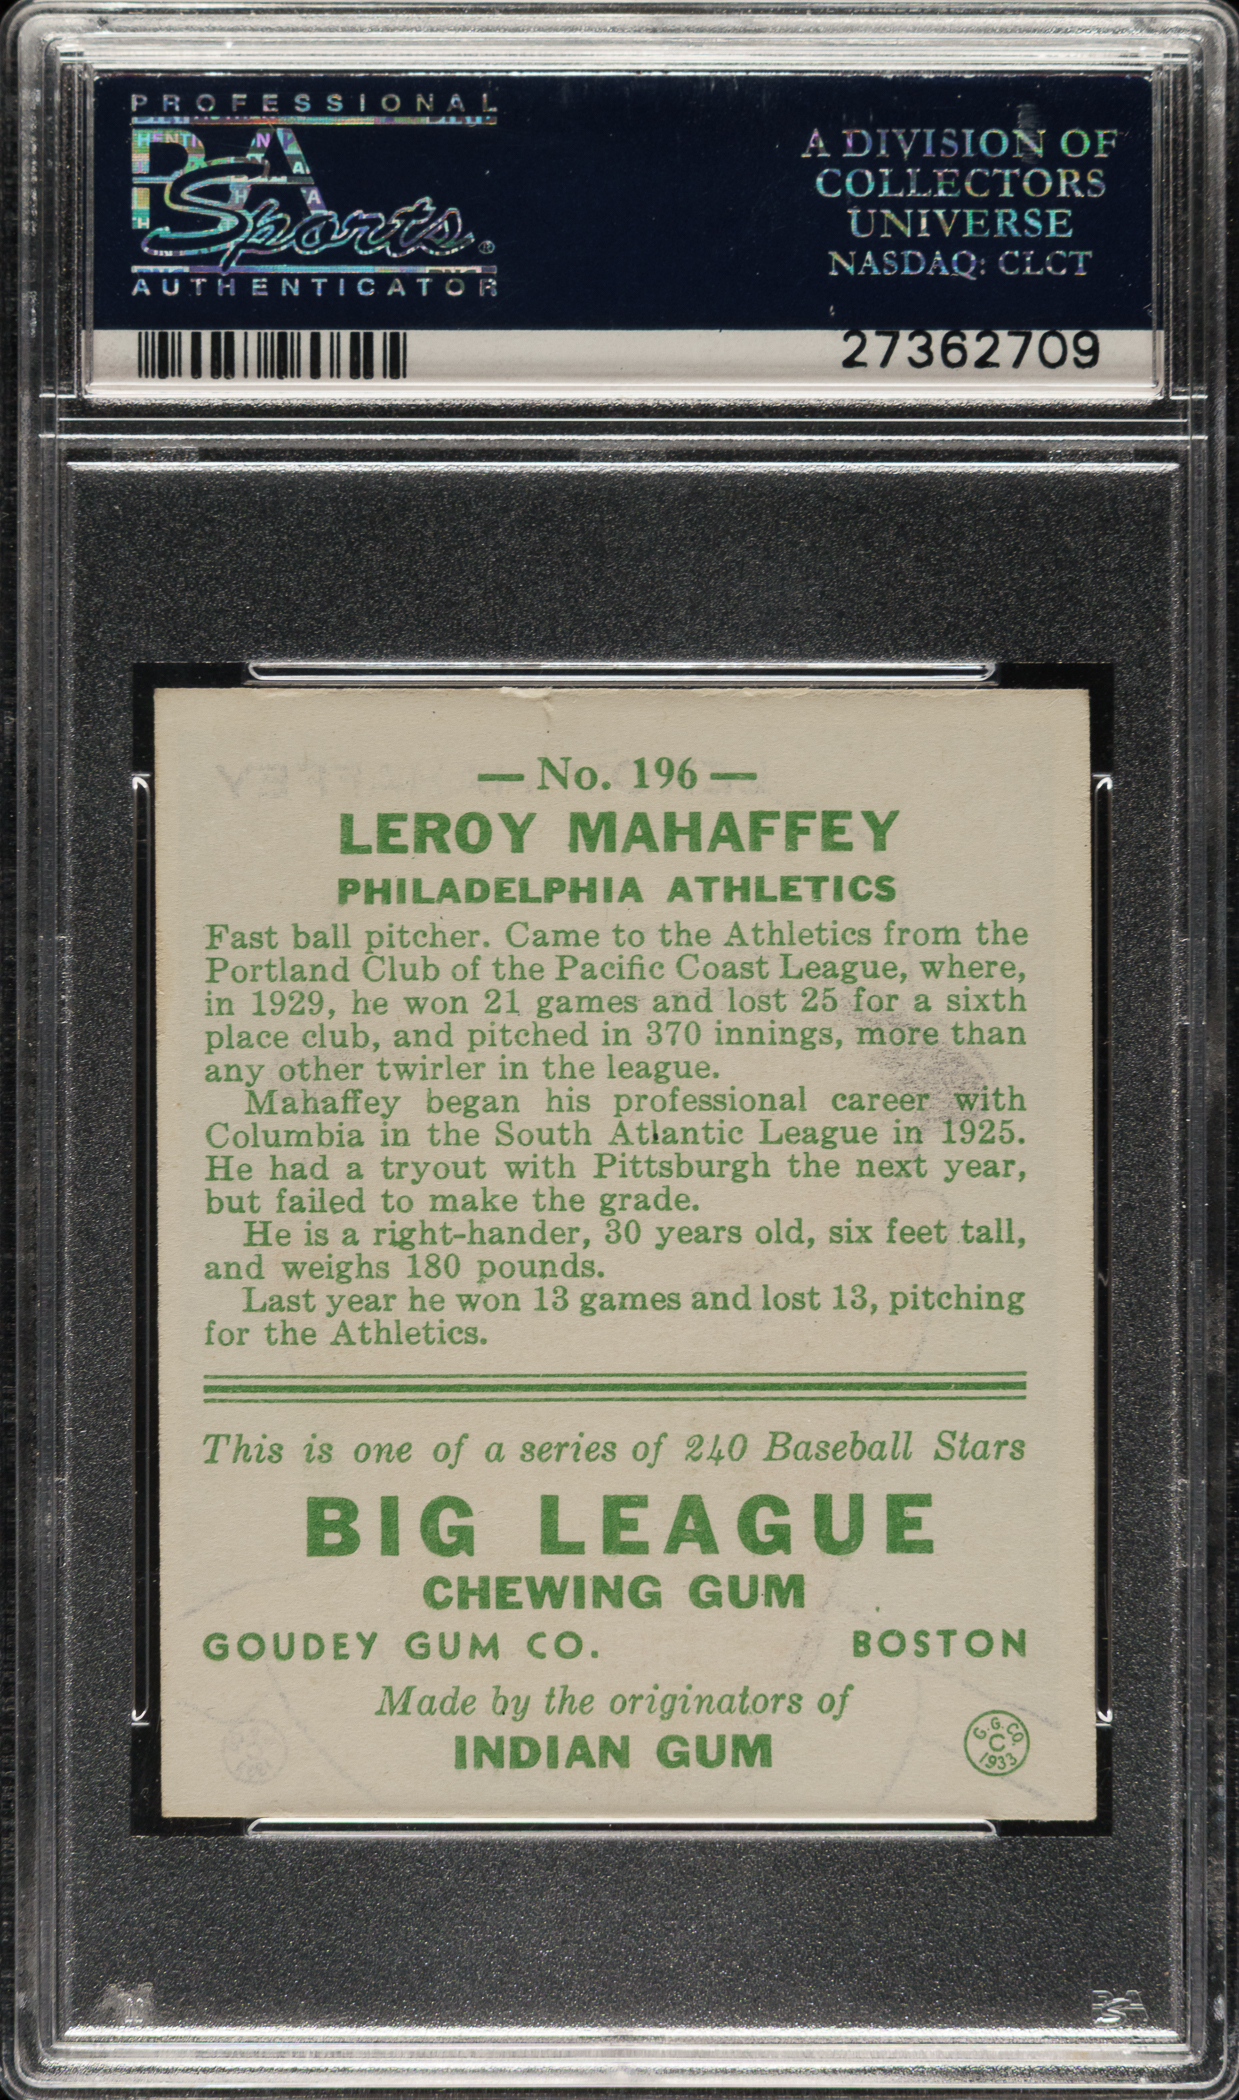 PROFESSIONAL
PSA
Sports®
AUTHENTICATOR
A DIVISION OF
COLLECTORS
UNIVERSE
NASDAQ: CLCT
27362709
— No. 196 —
LEROY MAHAFFEY
PHILADELPHIA ATHLETICS
Fast ball pitcher. Came to the Athletics from the
Portland Club of the Pacific Coast League, where,
in 1929, he won 21 games and lost 25 for a sixth
place club, and pitched in 370 innings, more than
any other twirler in the league.
Mahaffey began his professional career with
Columbia in the South Atlantic League in 1925.
He had a tryout with Pittsburgh the next year,
but failed to make the grade.
He is a right-hander, 30 years old, six feet tall,
and weighs 180 pounds.
Last year he won 13 games and lost 13, pitching
for the Athletics.
This is one of a series of 240 Baseball Stars
BIG LEAGUE
CHEWING GUM
GOUDEY GUM CO. BOSTON
Made by the originators of
INDIAN GUM
G. G. CO.
C
1933
PSA